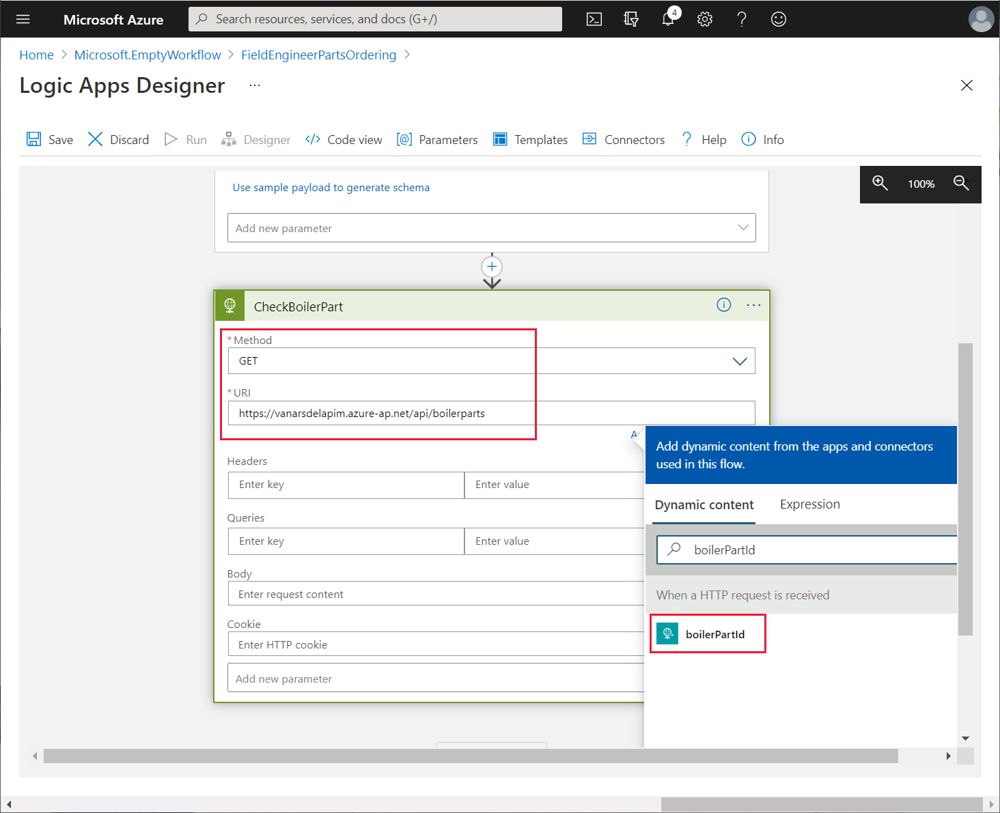 Microsoft Azure
Search resources, services, and docs (G+/)
4
Home > Microsoft.EmptyWorkflow > FieldEngineerPartsOrdering >
Logic Apps Designer ...
Save Discard Run Designer Code view Parameters Templates Connectors Help Info
Use sample payload to generate schema
100%
Add new parameter
CheckBoilerPart
* Method
GET
* URI
https://vanarsdelapim.azure-ap.net/api/boilerparts
A
Headers
Enter key Enter value
Queries
Enter key Enter value
Body
Enter request content
Cookie
Enter HTTP cookie
Add new parameter
Add dynamic content from the apps and connectors
used in this flow.
Dynamic content Expression
boilerPartId
When a HTTP request is received
boilerPartId